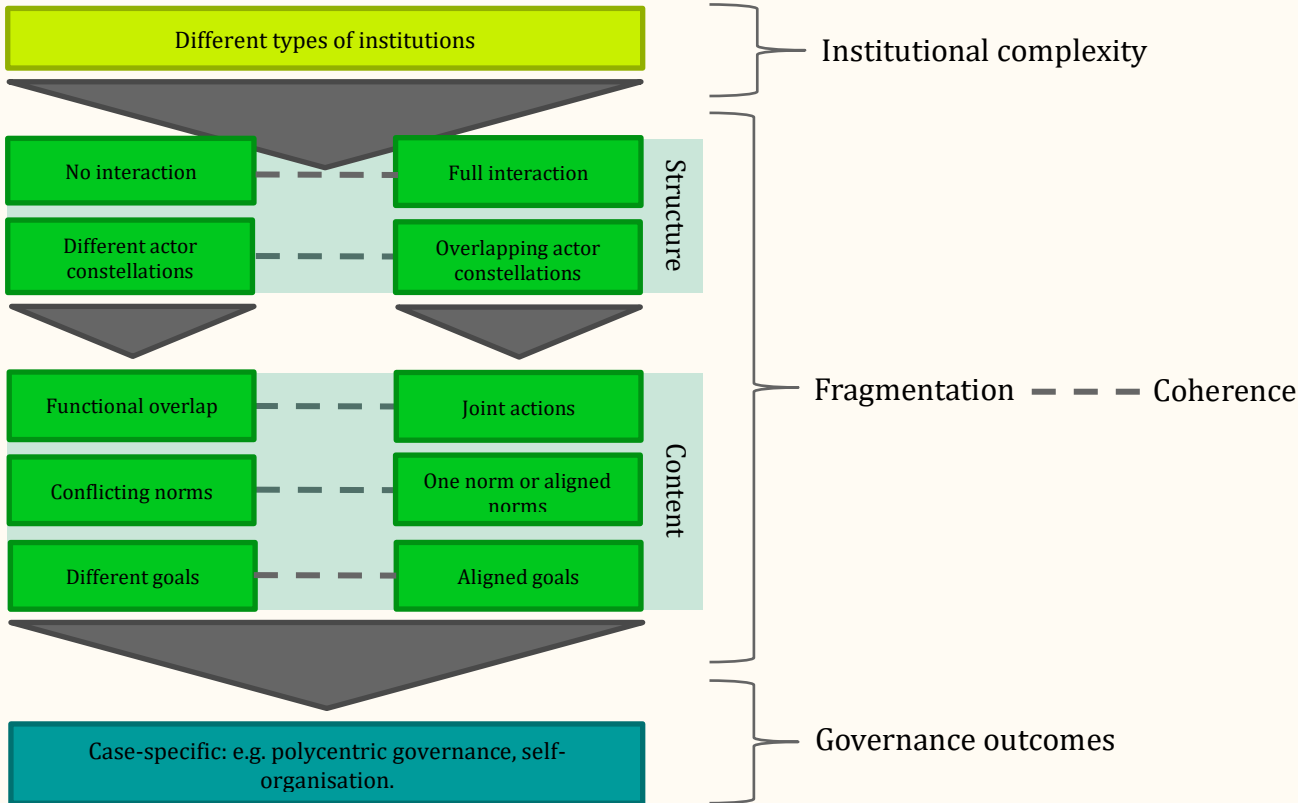 Different types of institutions
Institutional complexity
No interaction
Full interaction
Different actor
constellations
Overlapping actor
constellations
Structure
Functional overlap
Joint actions
Conflicting norms
One norm or aligned
norms
Different goals
Aligned goals
Content
Fragmentation
Coherence
Case-specific: e.g. polycentric governance, self-
organisation.
Governance outcomes